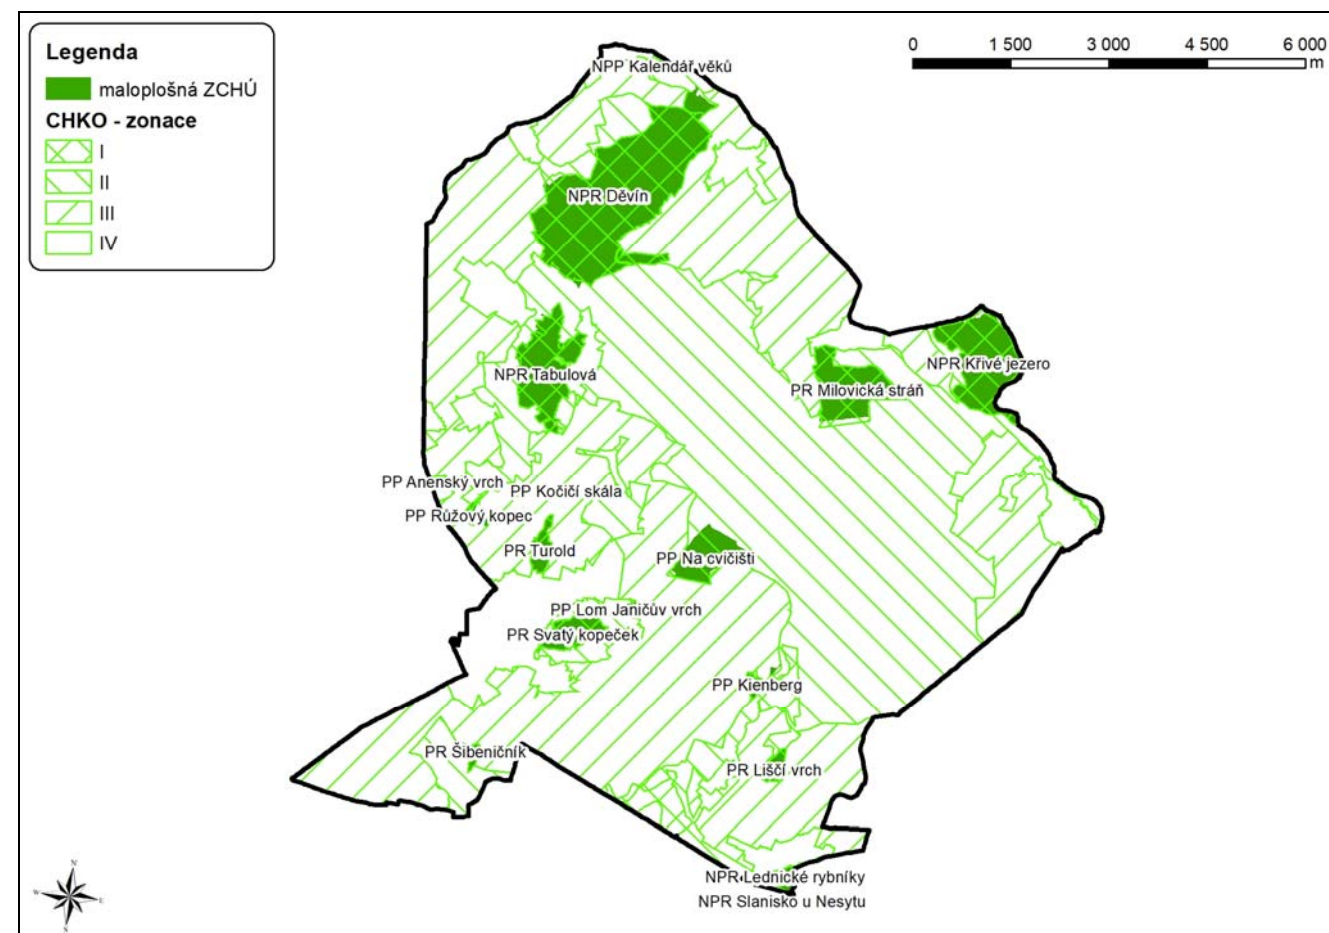 Legenda
maloplošná ZCHÚ
CHKO - zonace
I
II
III
IV
0 1 500 3 000 4 500 6 000
m
NPP Kalendář věků
NPR Děvín
NPR Tabulová
NPR Křivé jezero
PR Milovická stráň
PP Anenský vrch
PP Kočičí skála
PP Růžový kopec
PR Turold
PP Na cvičišti
PP Lom Janičův vrch
PR Svatý kopeček
PP Kienberg
PR Šibeničník
PR Liščí vrch
NPR Lednické rybníky
NPR Slanisko u Nesytu
N
W
E
S